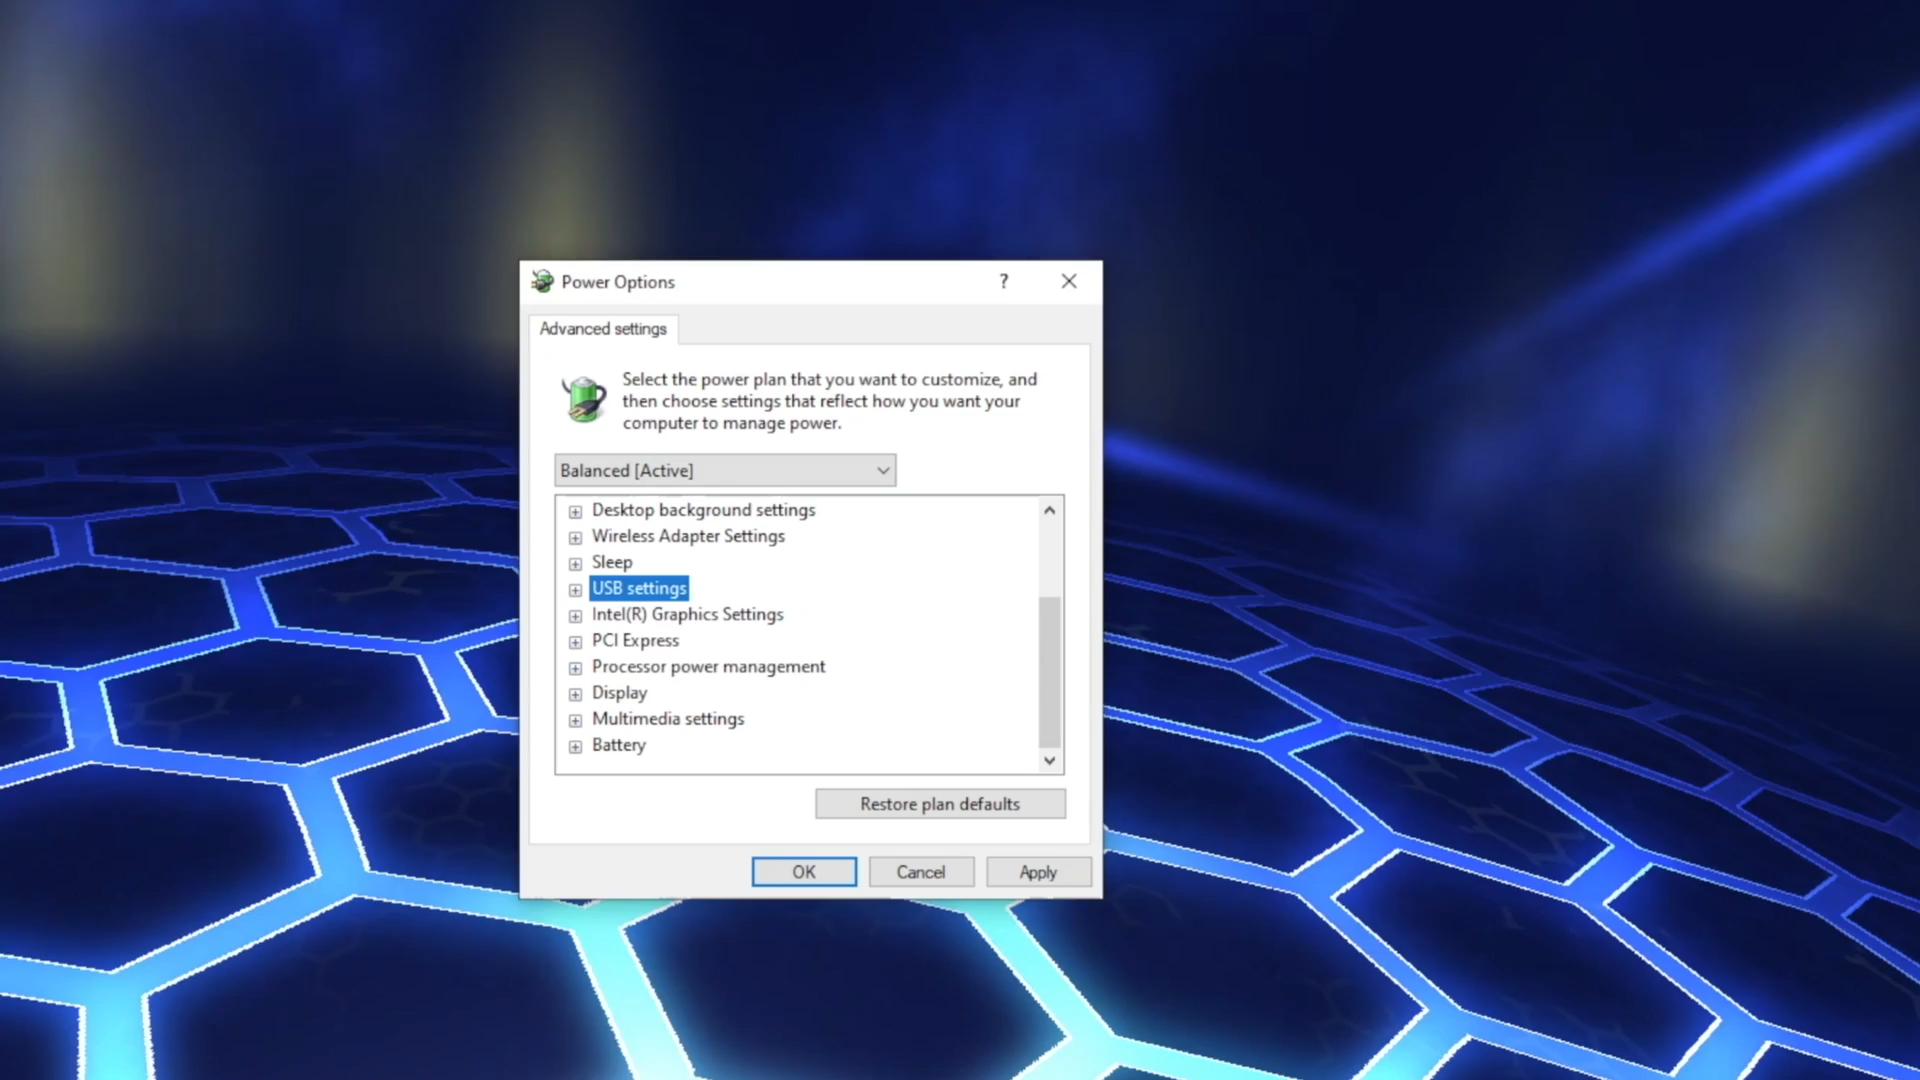 Power Options
?
Advanced settings
Select the power plan that you want to customize, and
then choose settings that reflect how you want your
computer to manage power.
Balanced [Active]
Desktop background settings
Wireless Adapter Settings
Sleep
USB settings
Intel(R) Graphics Settings
PCI Express
Processor power management
Display
Multimedia settings
Battery
Restore plan defaults
OK
Cancel
Apply